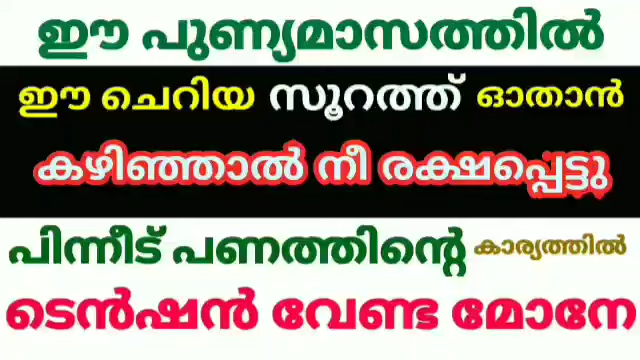 ഈ പുണ്യമാസത്തിൽ
ഈ ചെറിയ സൂറത്ത് ഓതാൻ
കഴിഞ്ഞാൽ നീ രക്ഷപ്പെട്ടു
പിന്നീട് പണത്തിന്റെ കാര്യത്തിൽ
ടെൻഷൻ വേണ്ട മോനേ